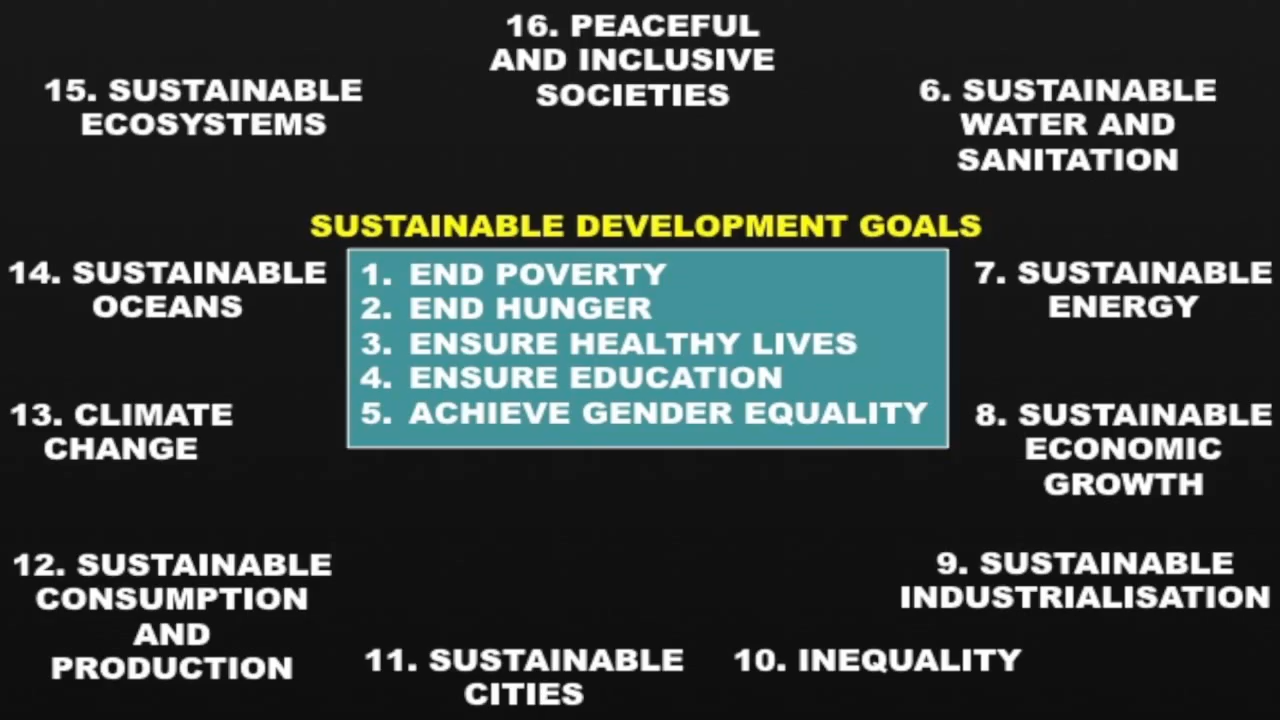 16. PEACEFUL
AND INCLUSIVE
SOCIETIES
15. SUSTAINABLE
ECOSYSTEMS
6. SUSTAINABLE
WATER AND
SANITATION
SUSTAINABLE DEVELOPMENT GOALS
1. END POVERTY
2. END HUNGER
3. ENSURE HEALTHY LIVES
4. ENSURE EDUCATION
5. ACHIEVE GENDER EQUALITY
14. SUSTAINABLE
OCEANS
7. SUSTAINABLE
ENERGY
13. CLIMATE
CHANGE
8. SUSTAINABLE
ECONOMIC
GROWTH
12. SUSTAINABLE
CONSUMPTION
AND
PRODUCTION
9. SUSTAINABLE
INDUSTRIALISATION
11. SUSTAINABLE
CITIES
10. INEQUALITY